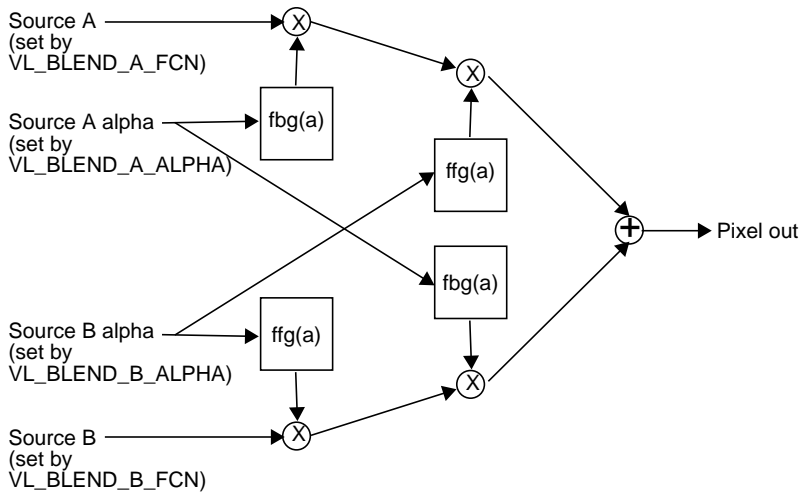 Source A
(set by
VL_BLEND_A_FCN)
X
X
Source A alpha
(set by
VL_BLEND_A_ALPHA)
fbg(a)
ffg(a)
+
Pixel out
fbg(a)
Source B alpha
(set by
VL_BLEND_B_ALPHA)
ffg(a)
X
Source B
(set by
VL_BLEND_B_FCN)
X